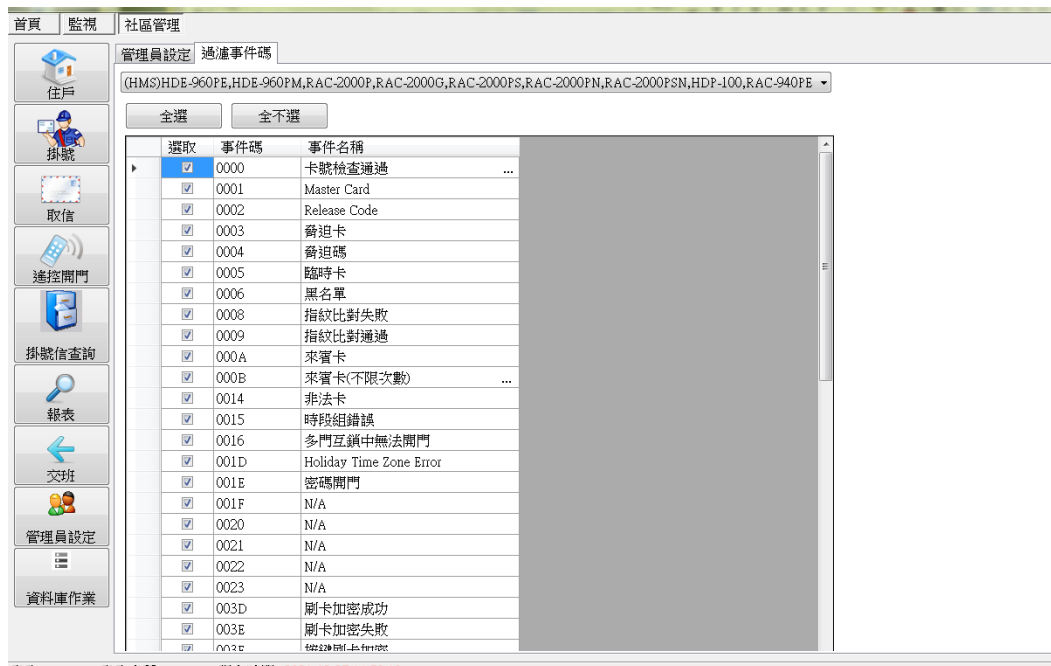 首頁 監視 社區管理
管理員設定 過濾事件碼
(HMS)HDE-960PE,HDE-960PM,RAC-2000P,RAC-2000G,RAC-2000PS,RAC-2000PN,RAC-2000PSN,HDP-100,RAC-940PE
全選 全不選
住戶
掛號
取信
遙控開門
掛號信查詢
報表
交班
管理員設定
資料庫作業
選取 事件碼 事件名稱
0000 卡號檢查通過 ...
0001 Master Card
0002 Release Code
0003 脅迫卡
0004 脅迫碼
0005 臨時卡
0006 黑名單
0008 指紋比對失敗
0009 指紋比對通過
000A 來賓卡
000B 來賓卡(不限次數) ...
0014 非法卡
0015 時段組錯誤
0016 多門互鎖中無法開門
001D Holiday Time Zone Error
001E 密碼開門
001F N/A
0020 N/A
0021 N/A
0022 N/A
0023 N/A
003D 刷卡加密成功
003E 刷卡加密失敗
003F 按鍵刷卡加密